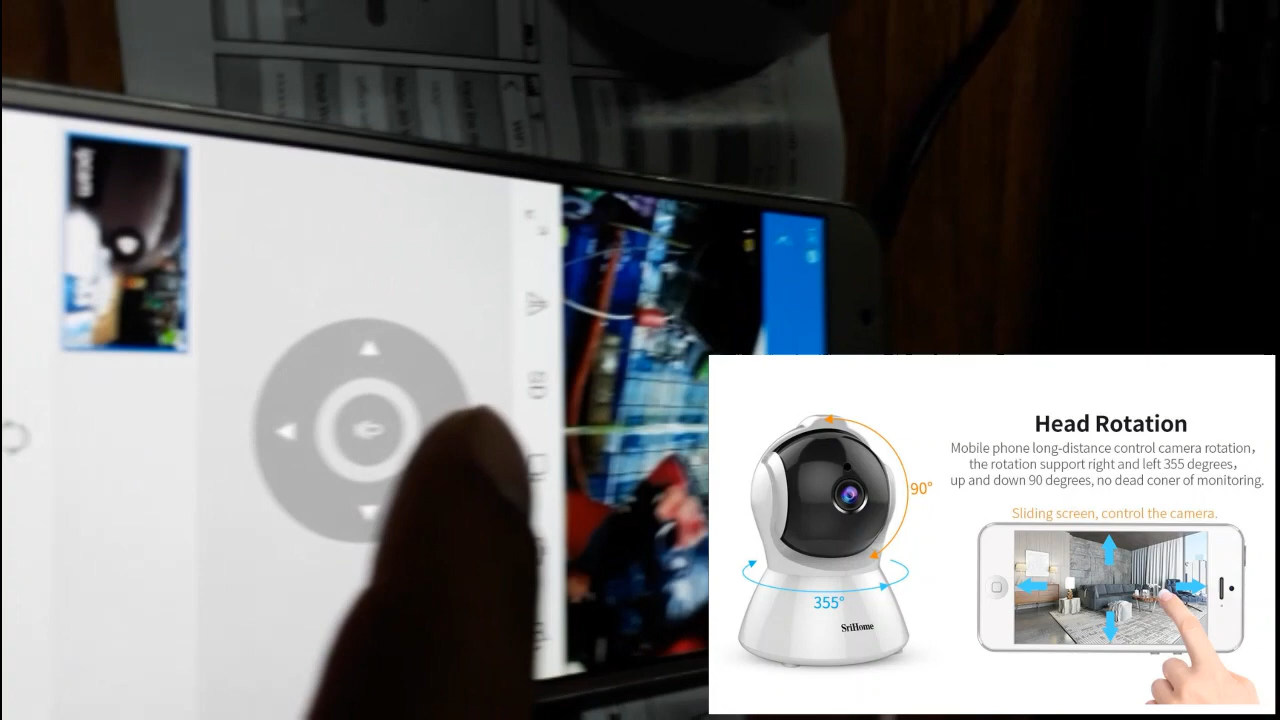 Head Rotation
Mobile phone long-distance control camera rotation,
the rotation support right and left 355 degrees,
up and down 90 degrees, no dead coner of monitoring.
Sliding screen, control the camera.
90°
355°
SriHome
SD